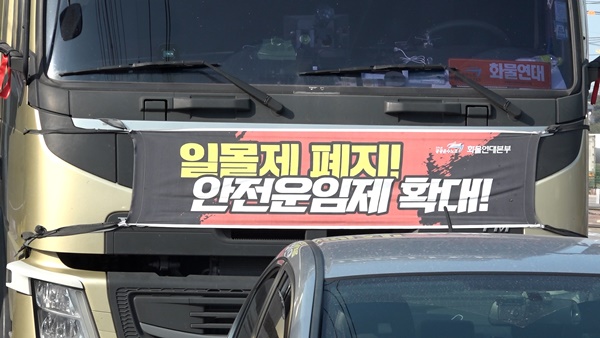 화물연대
일몰제 폐지!
화물연대본부
안전운임제 확대!